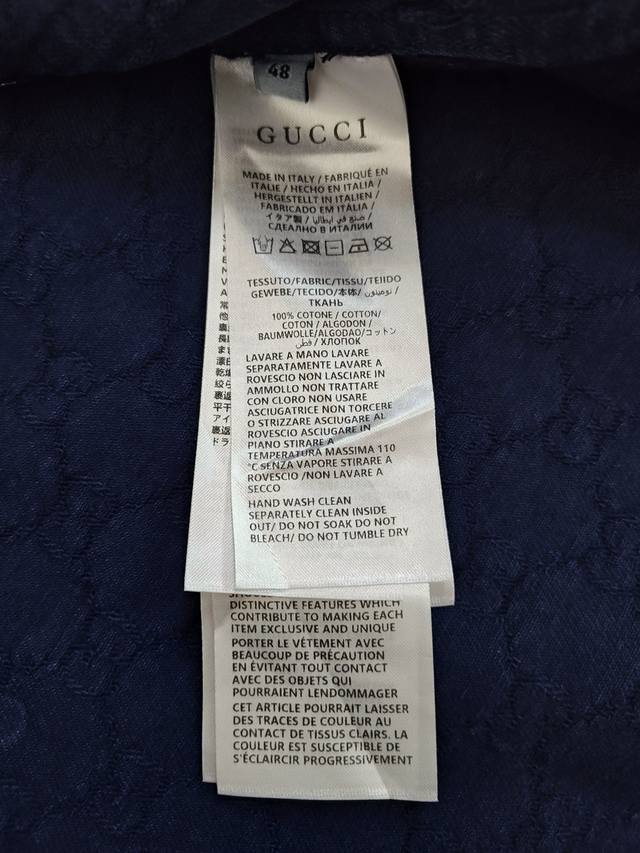 48
GUCCI
MADE IN ITALY / FABRIQUÉ EN
ITALIE / HECHO EN ITALIA /
HERGESTELLT IN ITALIEN /
FABRICADO EM ITÁLIA /
イタリア製 / صنع في ايطاليا /
СДЕЛАНО В ИТАЛИИ
TESSUTO/FABRIC/TISSU/TEJIDO
GEWEBE/TECIDO/本体/
ТКАНЬ
100% COTONE / COTTON/
COTON / ALGODON /
BAUMWOLLE/ALGODAO/コットン
قطن / ХЛОПОК
LAVARE A MANO LAVARE
SEPARATAMENTE LAVARE A
ROVESCIO NON LASCIARE IN
AMMOLLO NON TRATTARE
CON CLORO NON USARE
ASCIUGATRICE NON TORCERE
O STRIZZARE ASCIUGARE AL
ROVESCIO ASCIUGARE IN
PIANO STIRARE A
TEMPERATURA MASSIMA 110
°C SENZA VAPORE STIRARE A
ROVESCIO /NON LAVARE A
SECCO
HAND WASH CLEAN
SEPARATELY CLEAN INSIDE
OUT/ DO NOT SOAK DO NOT
BLEACH/ DO NOT TUMBLE DRY
DISTINCTIVE FEATURES WHICH
CONTRIBUTE TO MAKING EACH
ITEM EXCLUSIVE AND UNIQUE
PORTER LE VÉTEMENT AVEC
BEAUCOUP DE PRÉCAUTION
EN ÉVITANT TOUT CONTACT
AVEC DES OBJETS QUI
POURRAIENT LENDOMMAGER
CET ARTICLE POURRAIT LAISSER
DES TRACES DE COULEUR AU
CONTACT DE TISSUS CLAIRS. LA
COULEUR EST SUSCEPTIBLE DE
S'ÉCLAIRCIR PROGRESSIVEMENT